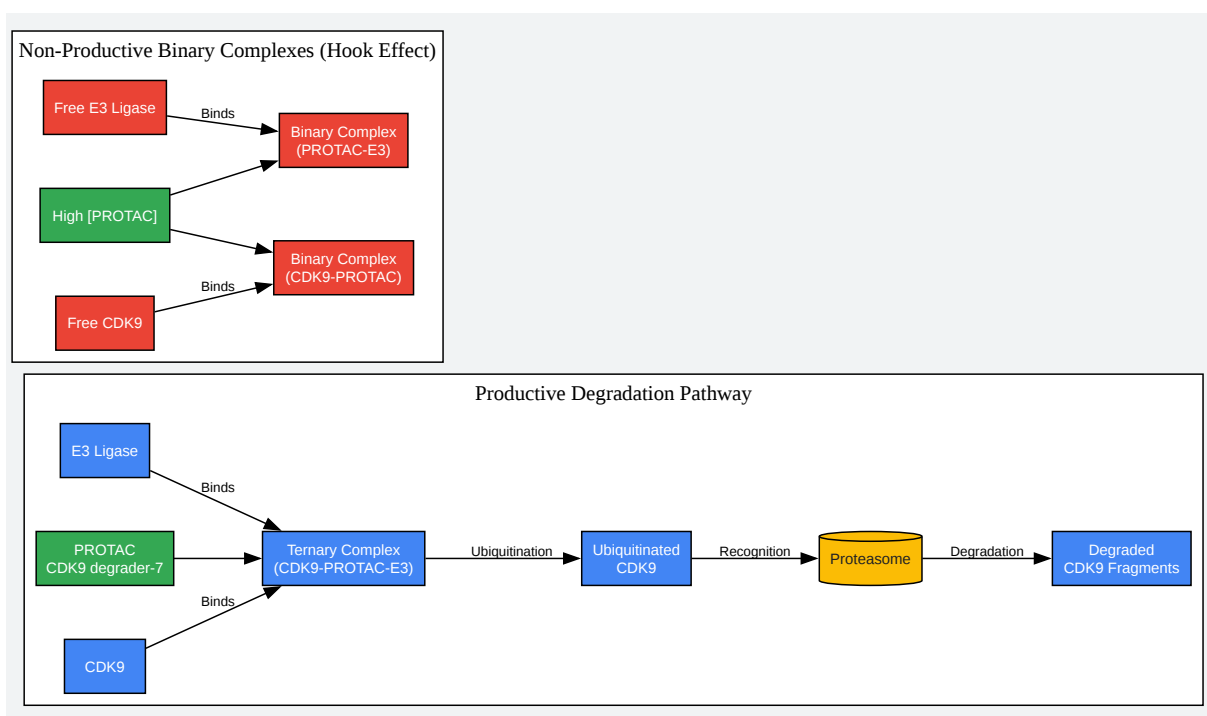 Non-Productive Binary Complexes (Hook Effect)
Free E3 Ligase
Binds
Binary Complex
(PROTAC-E3)
High [PROTAC]
Binary Complex
(CDK9-PROTAC)
Binds
Free CDK9
Productive Degradation Pathway
E3 Ligase
Binds
PROTAC
CDK9 degrader-7
Ternary Complex
(CDK9-PROTAC-E3)
Ubiquitination
Ubiquitinated
CDK9
Recognition
Proteasome
Degradation
Degraded
CDK9 Fragments
Binds
CDK9